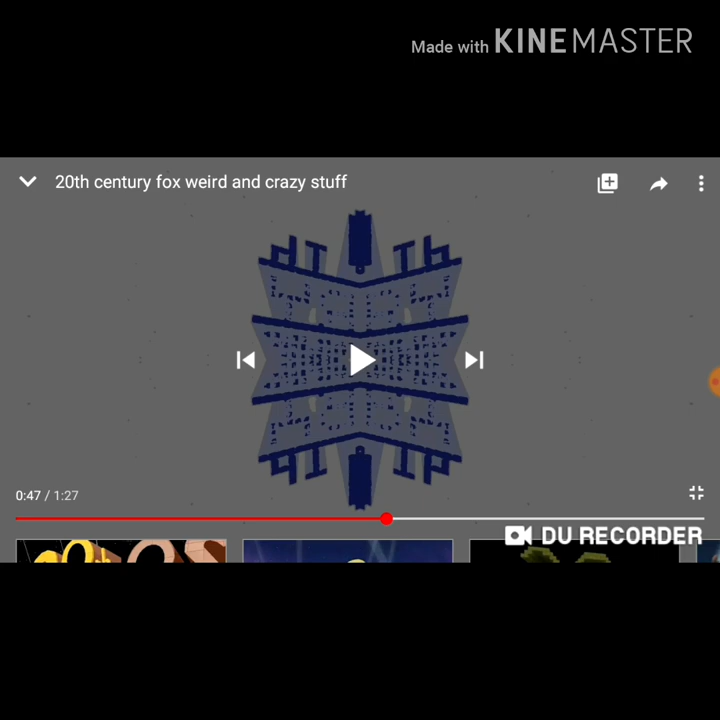 Made with KINEMASTER
20th century fox weird and crazy stuff
0:47 / 1:27
DU RECORDER